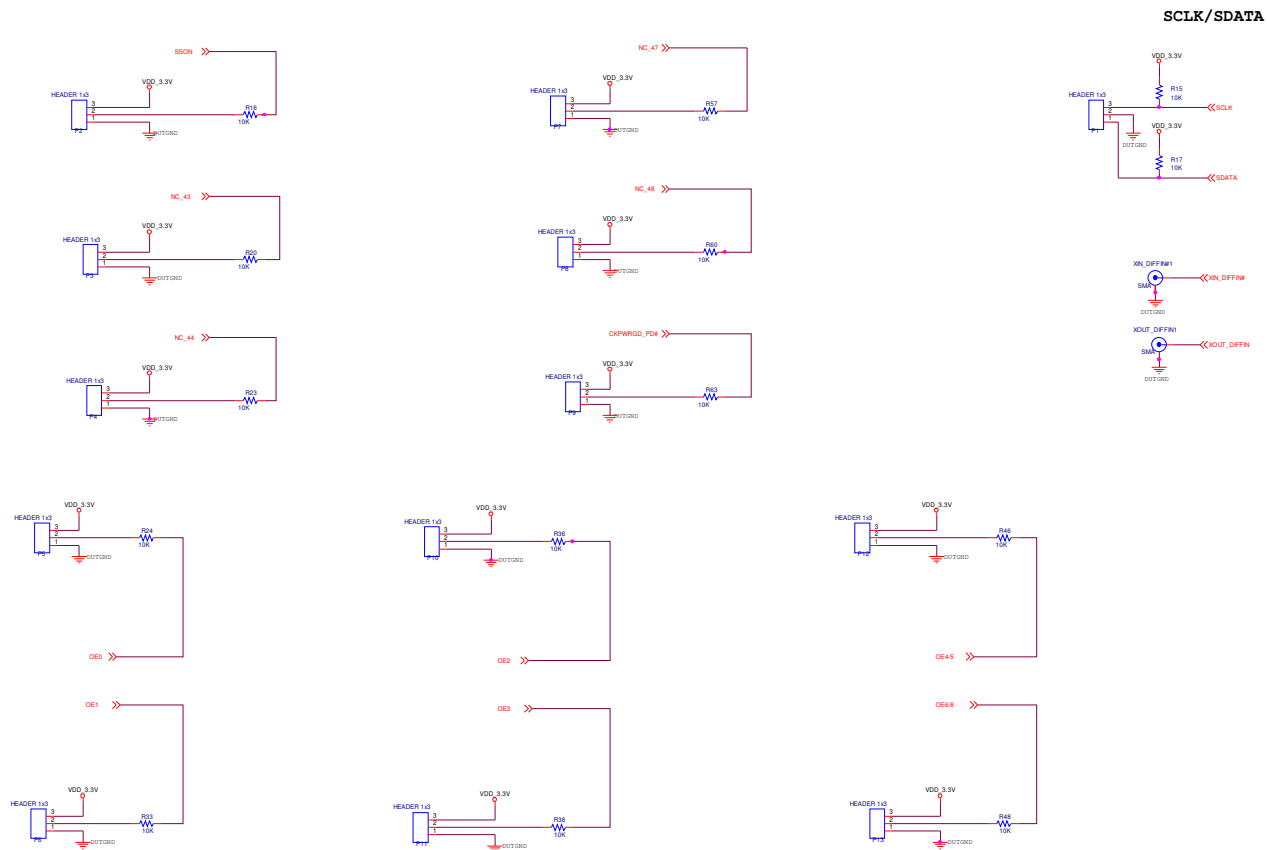 SCLK/SDATA
SSON
VDD_3.3V
HEADER 1x3
3
2
1
P2
R16
10K
DUTGND
NC_47
VDD_3.3V
HEADER 1x3
3
2
1
P7
R57
10K
DUTGND
VDD_3.3V
R15
10K
HEADER 1x3
3
2
1
P1
SCLK
VDD_3.3V
DUTGND
R17
10K
SDATA
NC_43
VDD_3.3V
HEADER 1x3
3
2
1
P3
R20
10K
DUTGND
NC_48
VDD_3.3V
HEADER 1x3
3
2
1
P8
R60
10K
DUTGND
XIN_DIFFIN#1
SMA
XIN_DIFFIN#
DUTGND
XOUT_DIFFIN1
SMA
XOUT_DIFFIN
DUTGND
NC_44
VDD_3.3V
HEADER 1x3
3
2
1
P4
R23
10K
DUTGND
CKPWRGD_PD#
VDD_3.3V
HEADER 1x3
3
2
1
P9
R63
10K
DUTGND
VDD_3.3V
HEADER 1x3
3
2
1
P5
R24
10K
DUTGND
OE0
VDD_3.3V
HEADER 1x3
3
2
1
P10
R36
10K
DUTGND
OE2
VDD_3.3V
HEADER 1x3
3
2
1
P12
R46
10K
DUTGND
OE4/5
OE1
VDD_3.3V
HEADER 1x3
3
2
1
P6
R33
10K
DUTGND
OE3
VDD_3.3V
HEADER 1x3
3
2
1
P11
R38
10K
DUTGND
OE6/8
VDD_3.3V
HEADER 1x3
3
2
1
P13
R48
10K
DUTGND